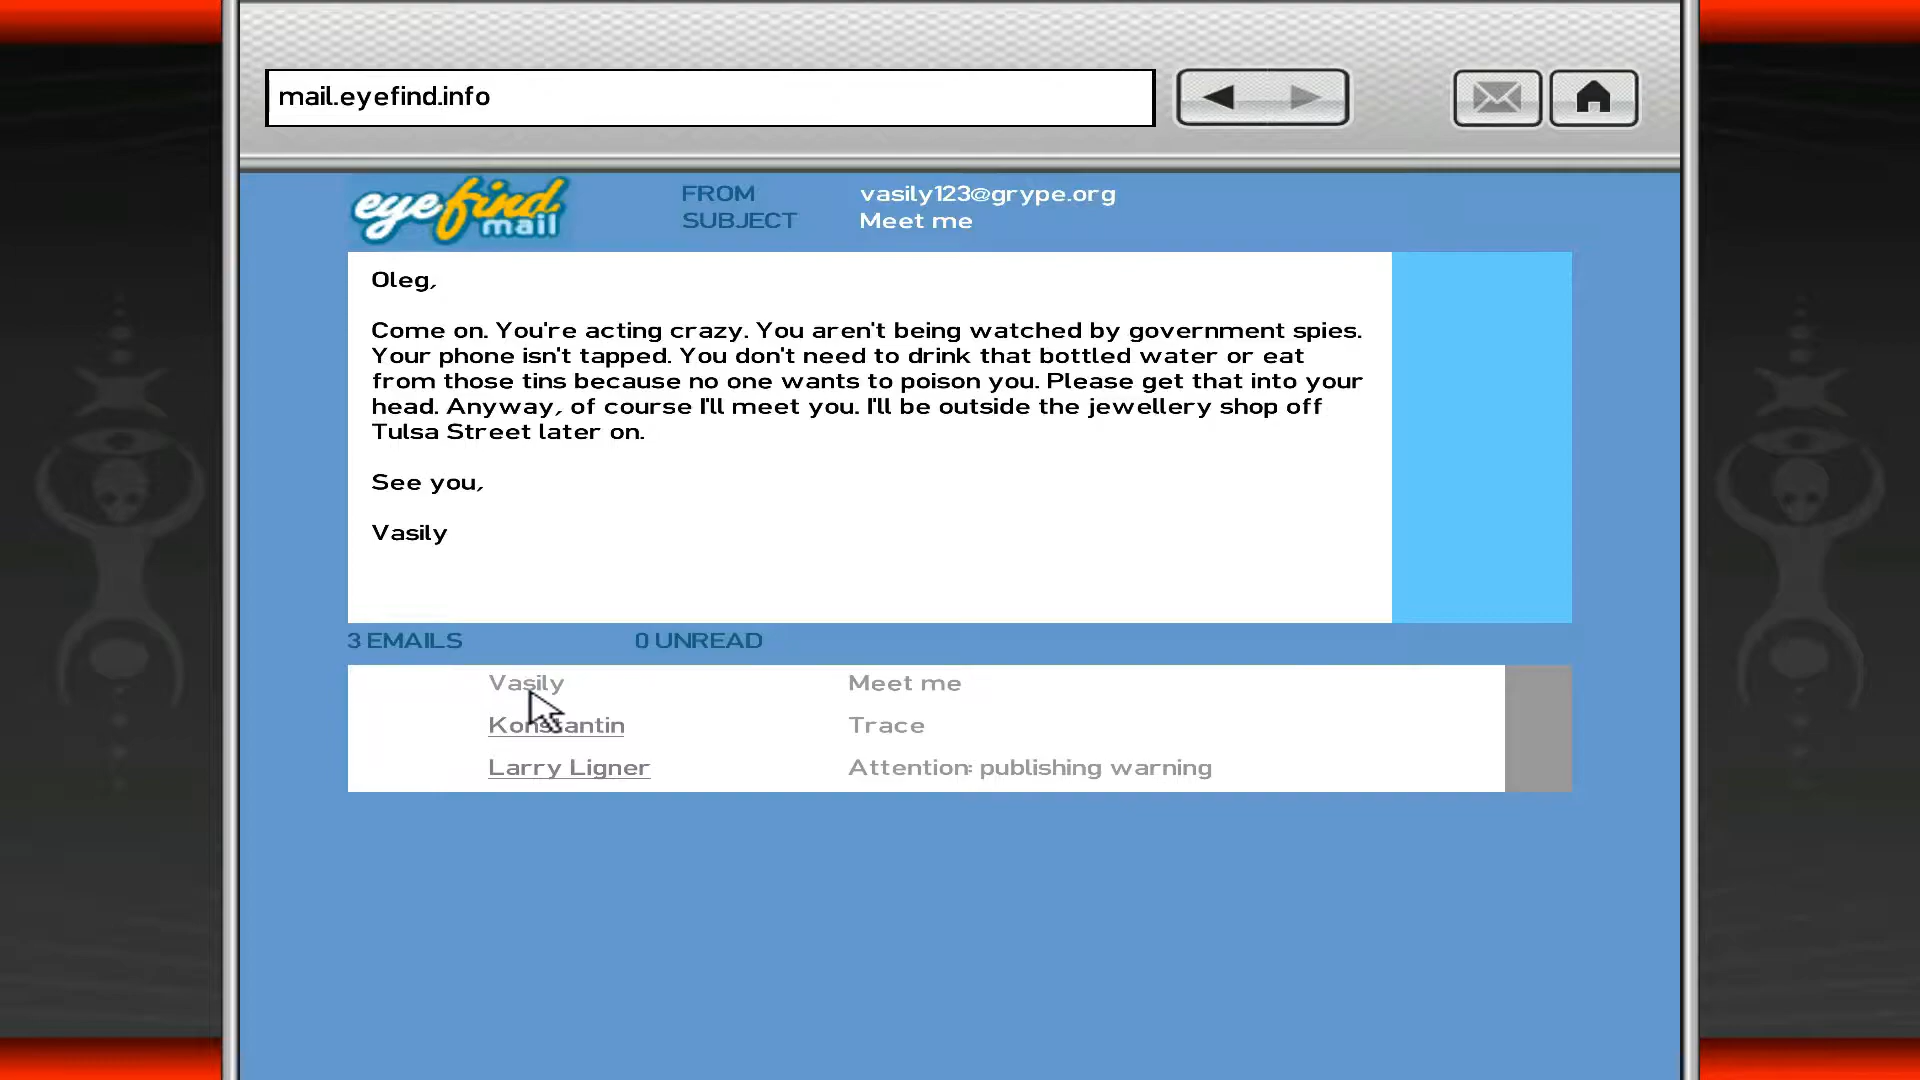 mail.eyefind.info
eyefind mail
FROM vasily123@grype.org
SUBJECT Meet me
Oleg,
Come on. You're acting crazy. You aren't being watched by government spies.
Your phone isn't tapped. You don't need to drink that bottled water or eat
from those tins because no one wants to poison you. Please get that into your
head. Anyway, of course I'll meet you. I'll be outside the jewellery shop off
Tulsa Street later on.
See you,
Vasily
3 EMAILS 0 UNREAD
Vasily Meet me
Konstantin Trace
Larry Ligner Attention: publishing warning